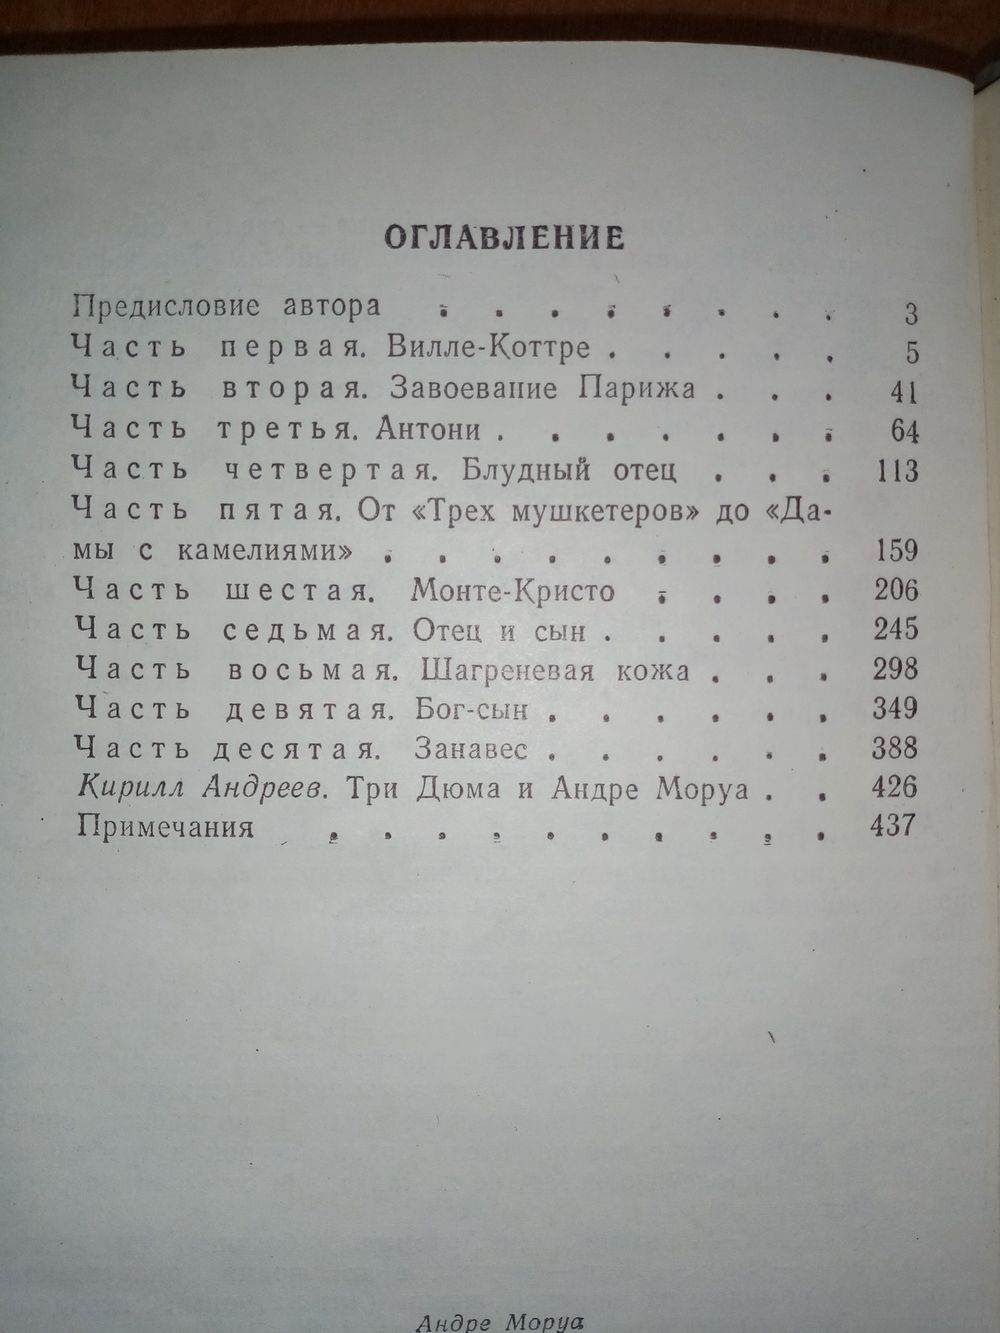 ОГЛАВЛЕНИЕ
Предисловие автора . . . . . . . . 3
Часть первая. Вилле-Коттре . . . . . 5
Часть вторая. Завоевание Парижа . . . 41
Часть третья. Антони . . . . . . . 64
Часть четвертая. Блудный отец . . . 113
Часть пятая. От «Трех мушкетеров» до «Да-
мы с камелиями» . . . . . . . . . 159
Часть шестая. Монте-Кристо . . . . 206
Часть седьмая. Отец и сын . . . . . 245
Часть восьмая. Шагреневая кожа . . . 298
Часть девятая. Бог-сын . . . . . . 349
Часть десятая. Занавес . . . . . . 388
Кирилл Андреев. Три Дюма и Андре Моруа . . 426
Примечания . . . . . . . . . . 437
Андре Моруа